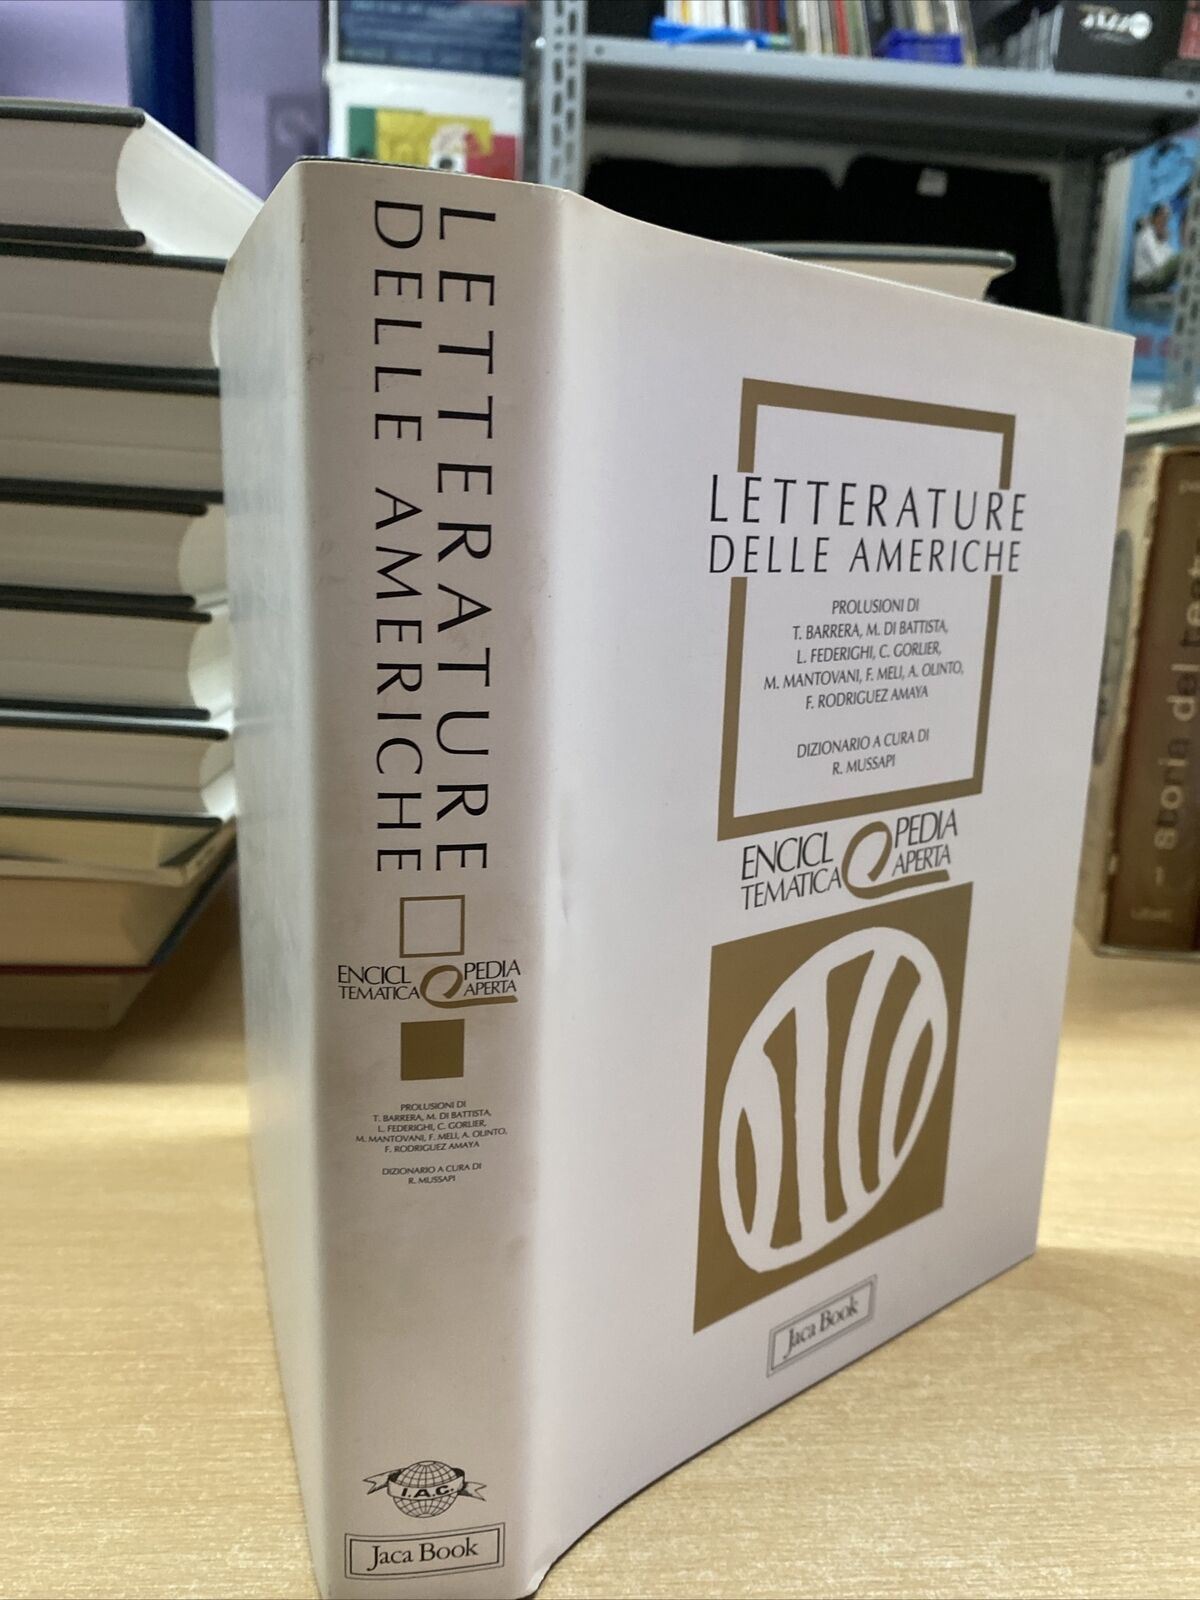 LETTERATURE
DELLE AMERICHE
ENCICL PEDIA
TEMATICA APERTA
PROLUSIONI DI
T. BARRERA, M. DI BATTISTA,
L. FEDERIGHI, C. GORLIER,
M. MANTOVANI, F. MELI, A. OLINTO,
F. RODRIGUEZ AMAYA
DIZIONARIO A CURA DI
R. MUSSAPI
I.A.C.
Jaca Book
LETTERATURE
DELLE AMERICHE
PROLUSIONI DI
T. BARRERA, M. DI BATTISTA,
L. FEDERIGHI, C. GORLIER,
M. MANTOVANI, F. MELI, A. OLINTO,
F. RODRIGUEZ AMAYA
DIZIONARIO A CURA DI
R. MUSSAPI
ENCICL PEDIA
TEMATICA APERTA
Jaca Book
storia del